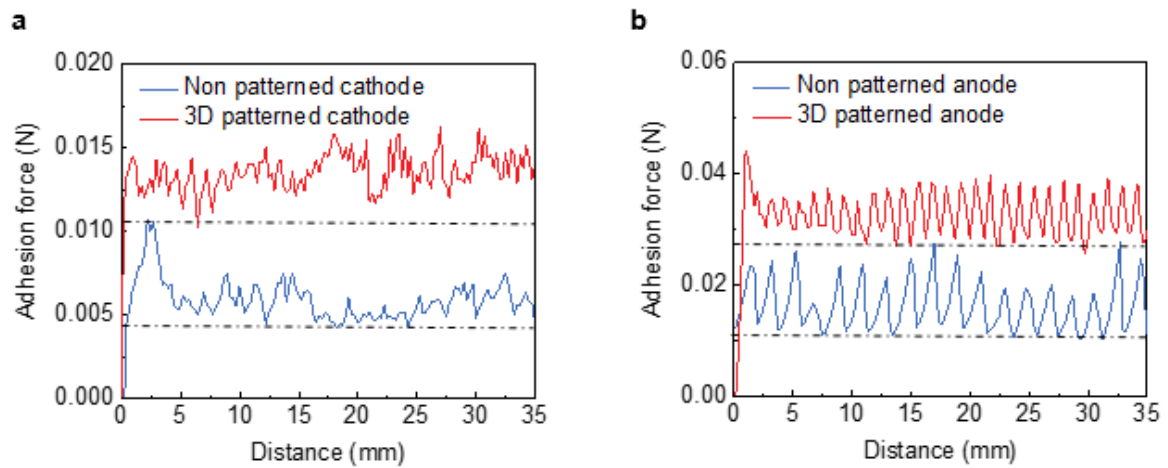 a
0.020
0.015
0.010
0.005
0.000
Adhesion force (N)
Non patterned cathode
3D patterned cathode
0 5 10 15 20 25 30 35
Distance (mm)
b
0.06
0.04
0.02
0.00
Adhesion force (N)
Non patterned anode
3D patterned anode
0 5 10 15 20 25 30 35
Distance (mm)